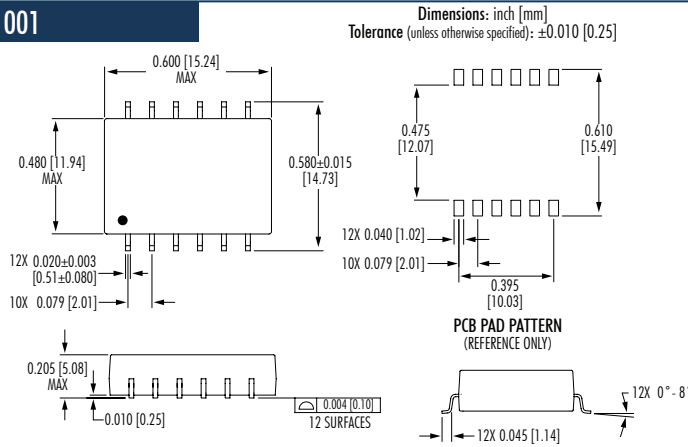 001
Dimensions: inch [mm]
Tolerance (unless otherwise specified): ±0.010 [0.25]
0.600 [15.24]
MAX
0.480 [11.94]
MAX
0.580±0.015
[14.73]
12X 0.020±0.003
[0.51±0.080]
10X 0.079 [2.01]
0.475
[12.07]
0.610
[15.49]
12X 0.040 [1.02]
10X 0.079 [2.01]
0.395
[10.03]
PCB PAD PATTERN
(REFERENCE ONLY)
0.205 [5.08]
MAX
0.010 [0.25]
0.004 [0.10]
12 SURFACES
12X 0°- 8°
12X 0.045 [1.14]